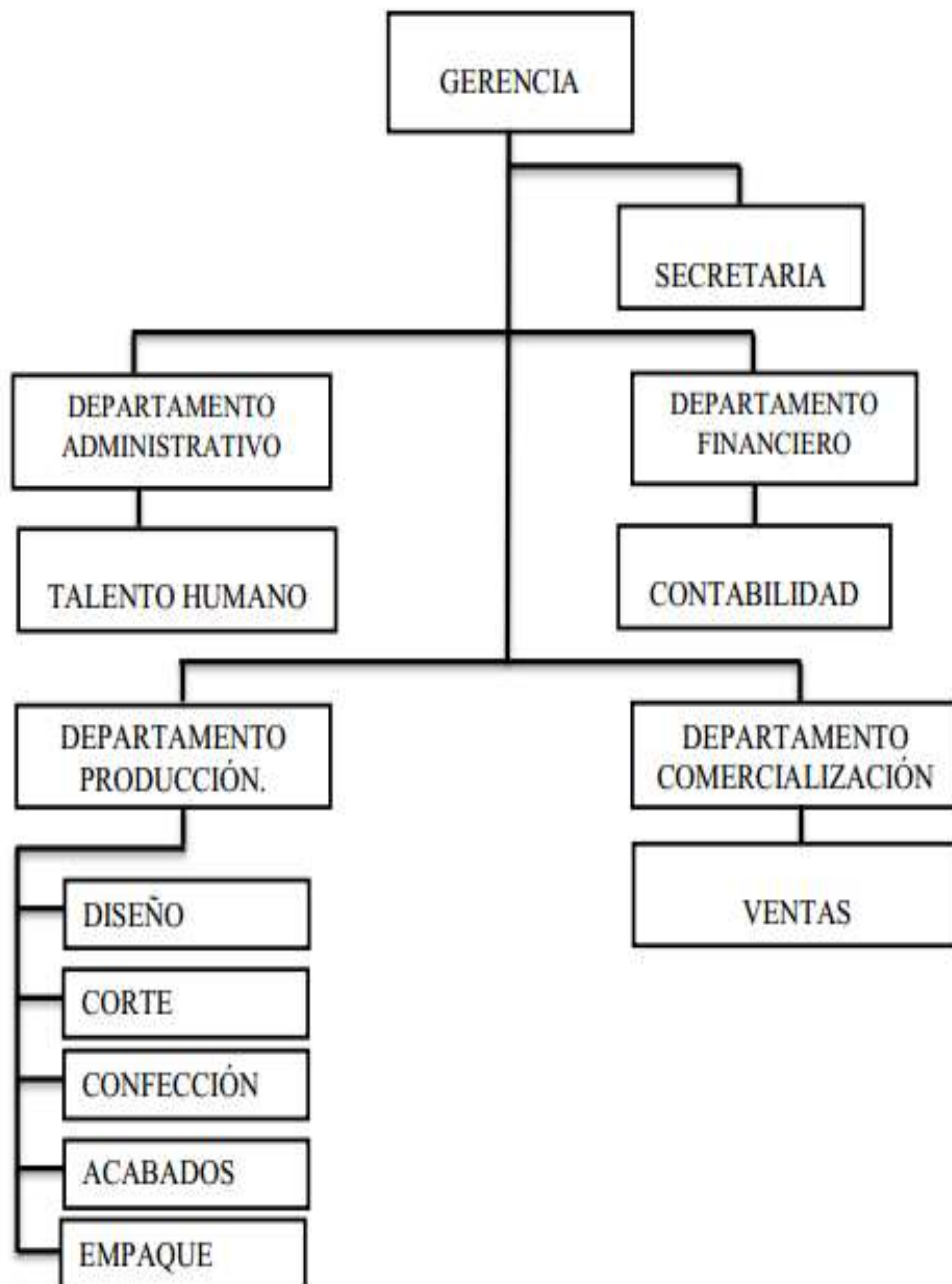 GERENCIA
SECRETARIA
DEPARTAMENTO
ADMINISTRATIVO
DEPARTAMENTO
FINANCIERO
TALENTO HUMANO
CONTABILIDAD
DEPARTAMENTO
PRODUCCIÓN.
DEPARTAMENTO
COMERCIALIZACIÓN
DISEÑO
VENTAS
CORTE
CONFECCIÓN
ACABADOS
EMPAQUE